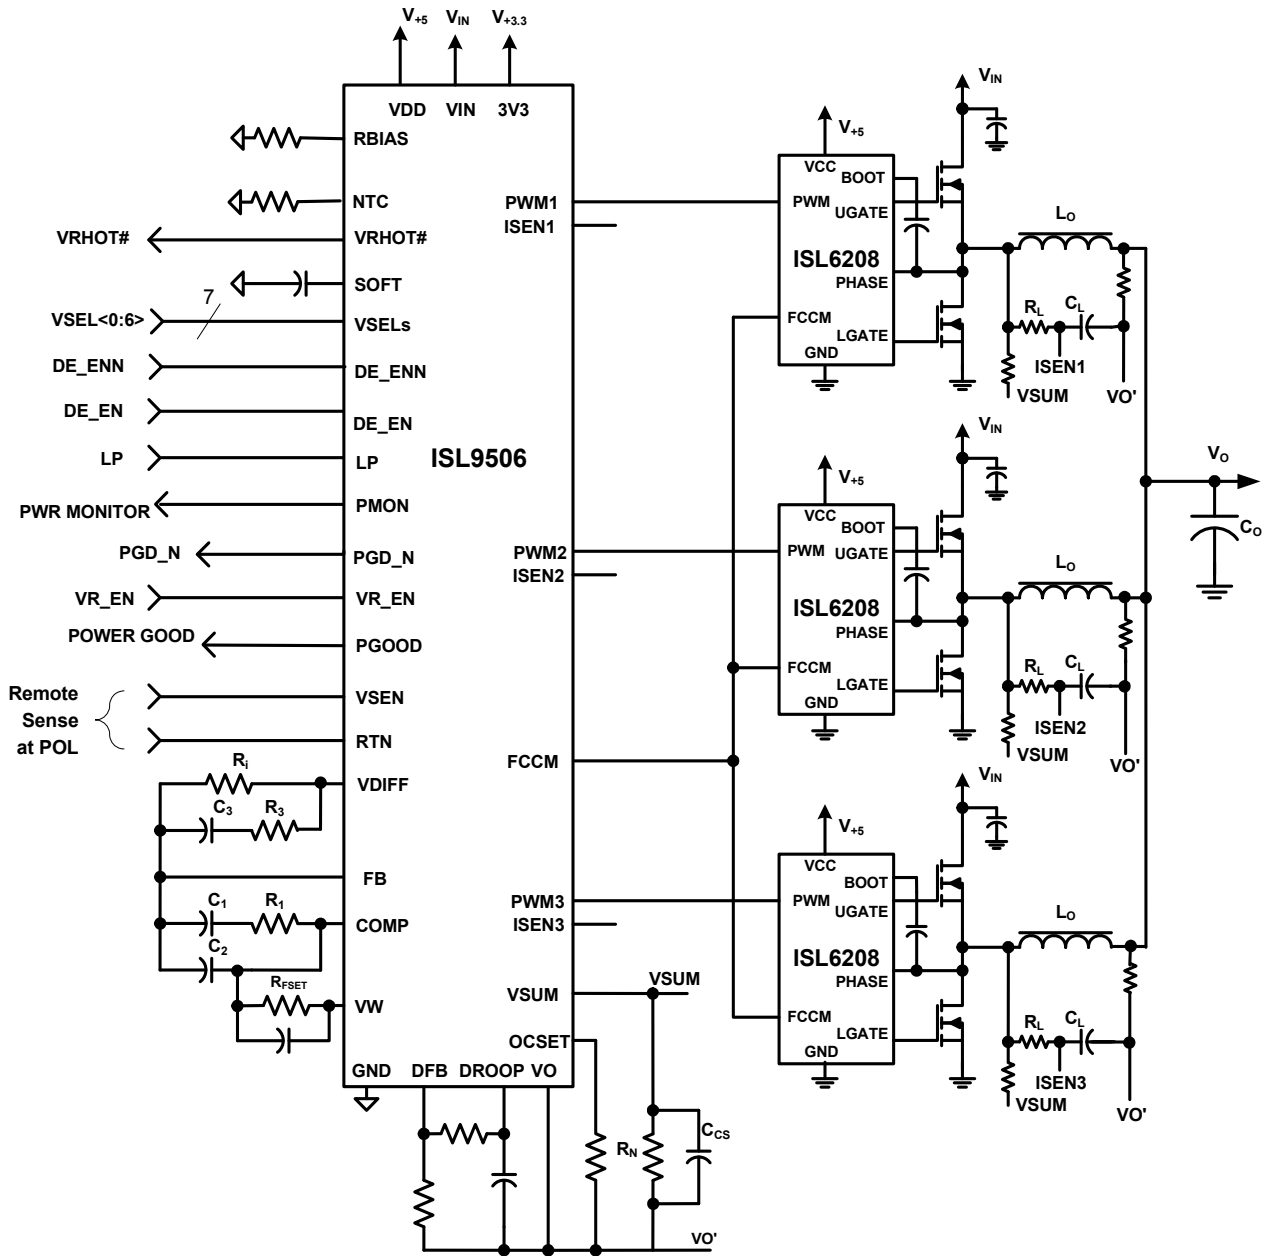 V+5 VIN V+3.3
VDD VIN 3V3
RBIAS
NTC
VRHOT# VRHOT#
SOFT
7
VSEL<0:6> VSELs
DE_ENN DE_ENN
DE_EN DE_EN
LP LP
ISL9506
PWR MONITOR PMON
PGD_N PGD_N
VR_EN VR_EN
POWER GOOD PGOOD
Remote
Sense
at POL
VSEN
RTN
Ri
VDIFF
C3 R3
FB
C1 R1
COMP
C2
RFSET
VW
GND DFB DROOP VO
PWM1
ISEN1
PWM2
ISEN2
FCCM
PWM3
ISEN3
VSUM VSUM
OCSET
RN CCS
VO'
V+5 VIN
VCC
BOOT
PWM
UGATE
ISL6208
PHASE
FCCM
LGATE
GND
LO
RL CL
ISEN1
VSUM VO'
V+5 VIN
VCC
BOOT
PWM
UGATE
ISL6208
PHASE
FCCM
LGATE
GND
LO
RL CL
ISEN2
VSUM VO'
VO
CO
V+5 VIN
VCC
BOOT
PWM
UGATE
ISL6208
PHASE
FCCM
LGATE
GND
LO
RL CL
ISEN3
VSUM VO'